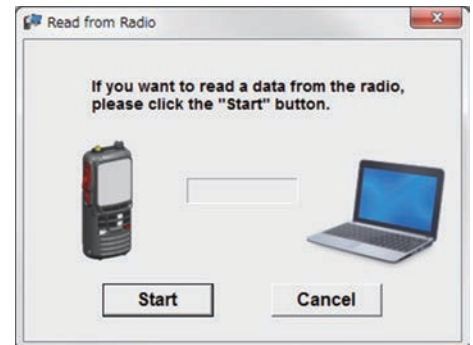 Read from Radio
If you want to read a data from the radio,
please click the "Start" button.
Start
Cancel